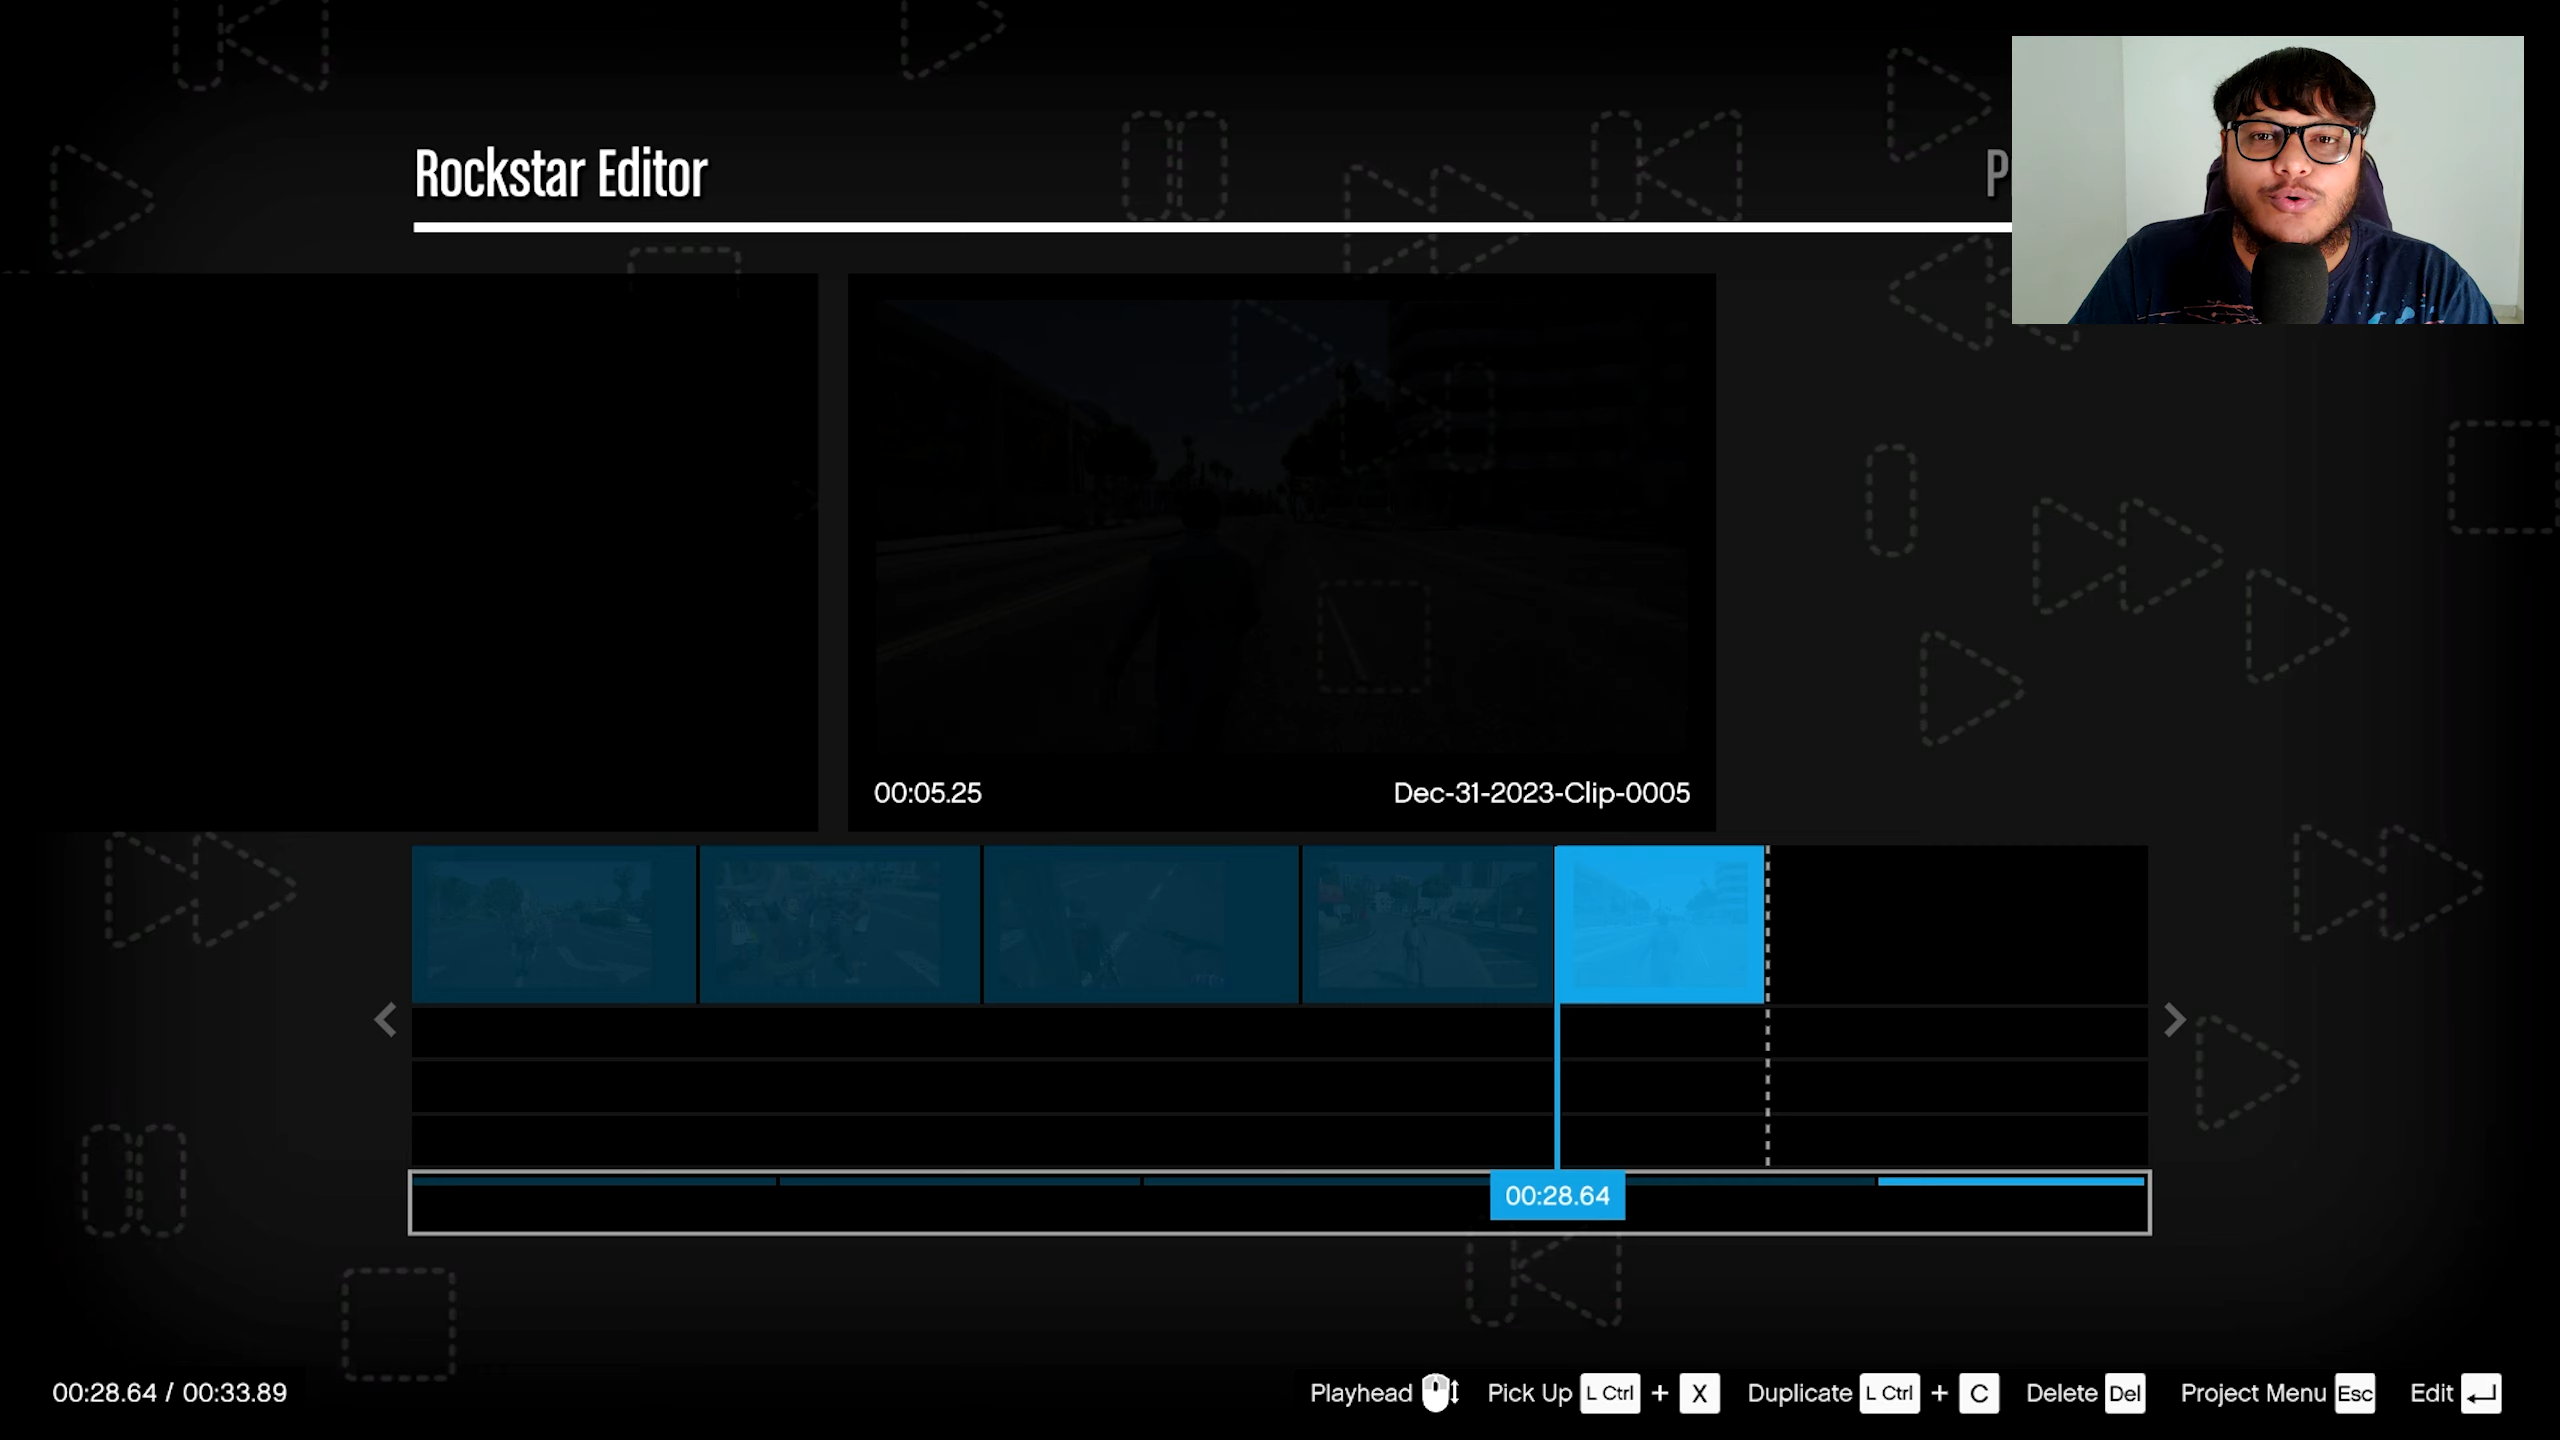 Rockstar Editor
P
00:05.25
Dec-31-2023-Clip-0005
00:28.64
00:28.64 / 00:33.89
Playhead Pick Up L Ctrl + X Duplicate L Ctrl + C Delete Del Project Menu Esc Edit